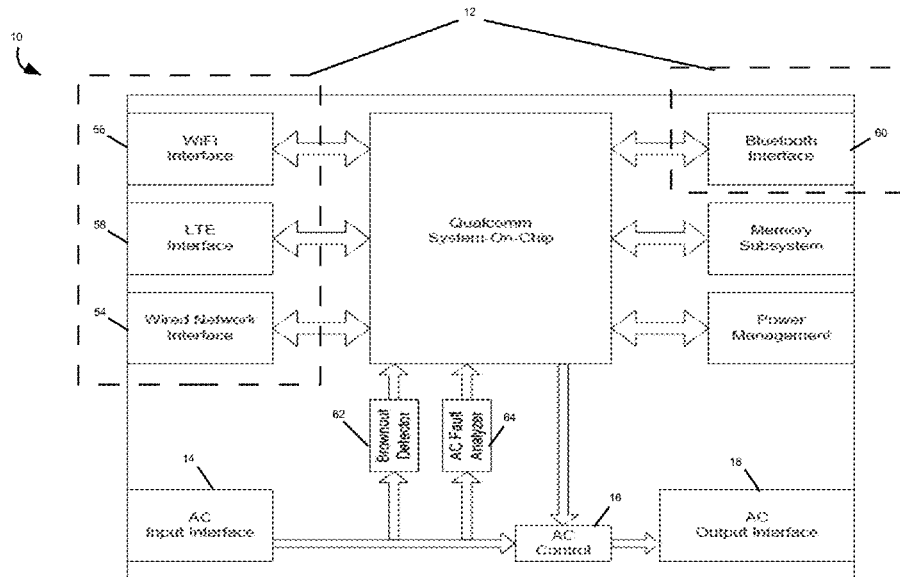 12
10
56
WiFi
Interface
Qualcomm
System-On-Chip
Bluetooth
Interface
60
58
LTE
Interface
Memory
Subsystem
54
Wired Network
Interface
Power
Management
62
Brownout
Detector
AC Fault
Analyzer
64
14
AC
Input Interface
16
AC
Control
18
AC
Output Interface